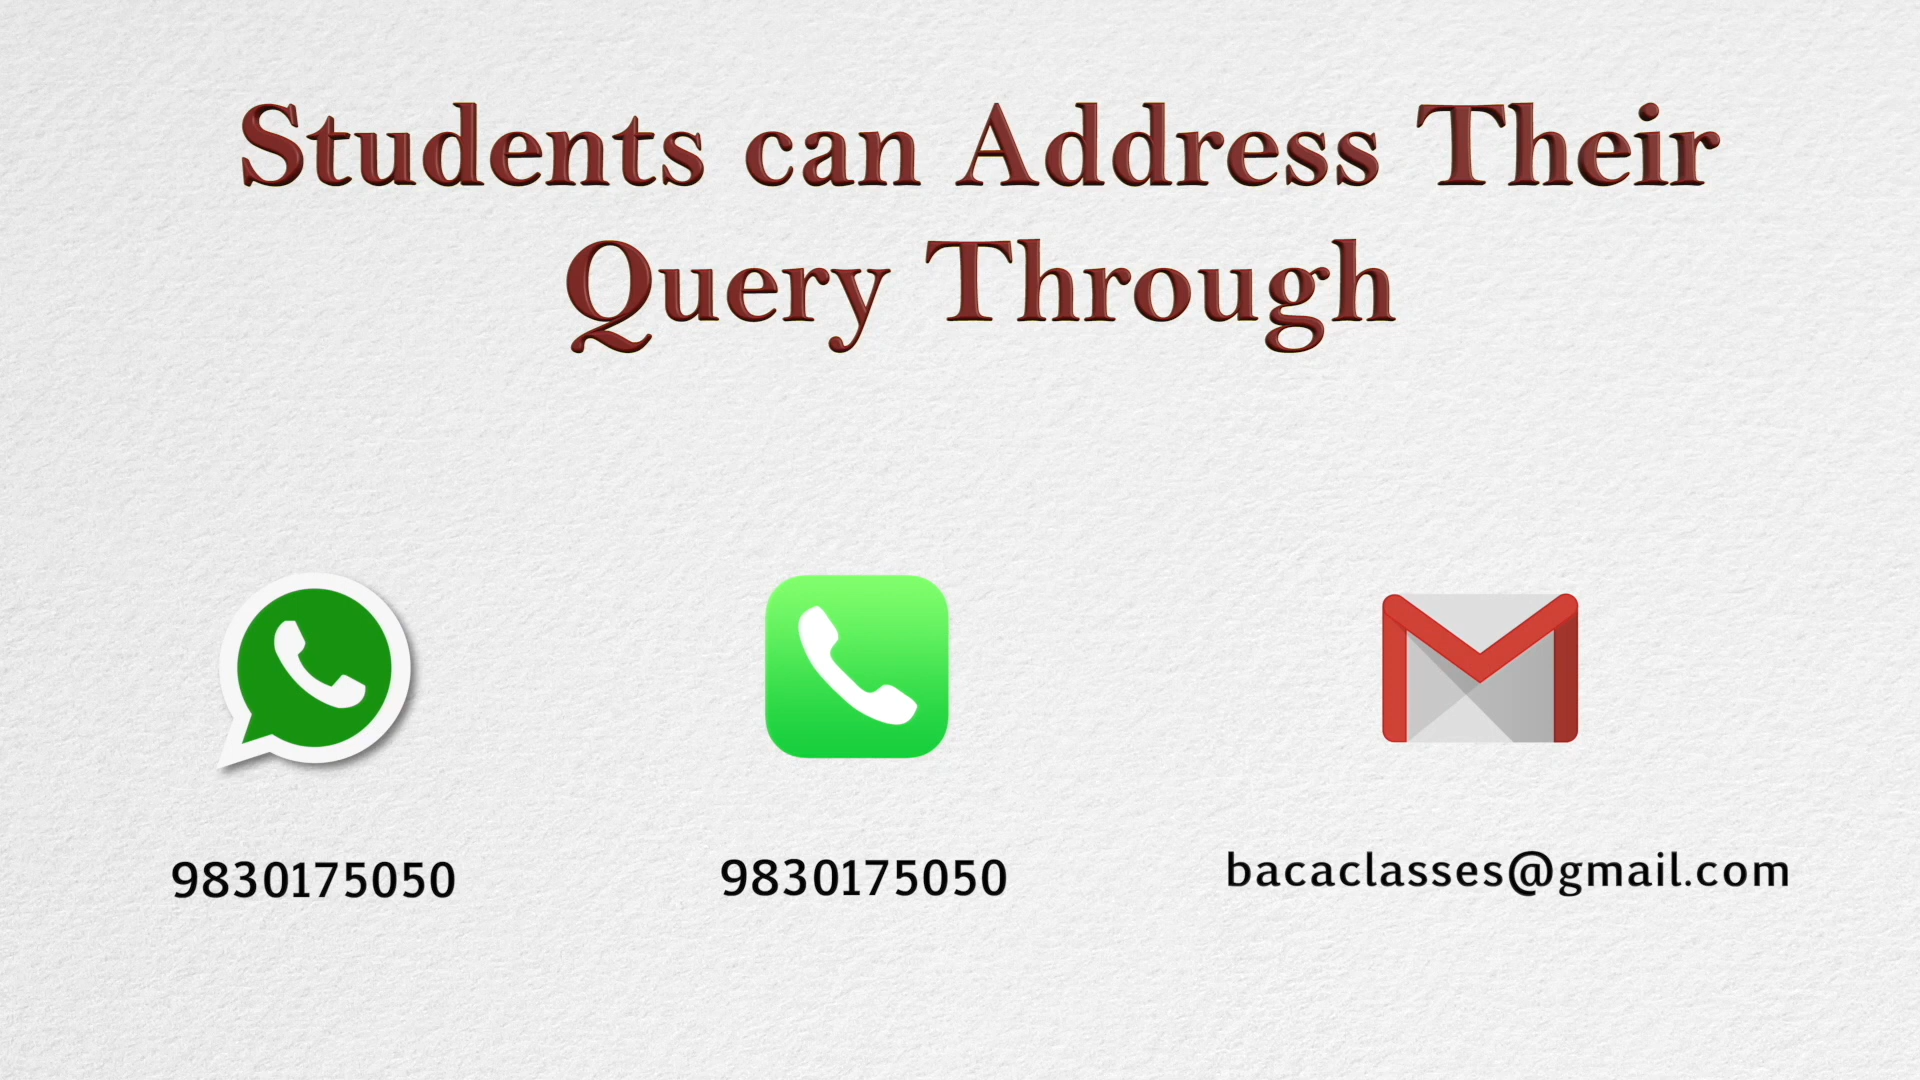 Students can Address Their
Query Through
9830175050
9830175050
bacaclasses@gmail.com